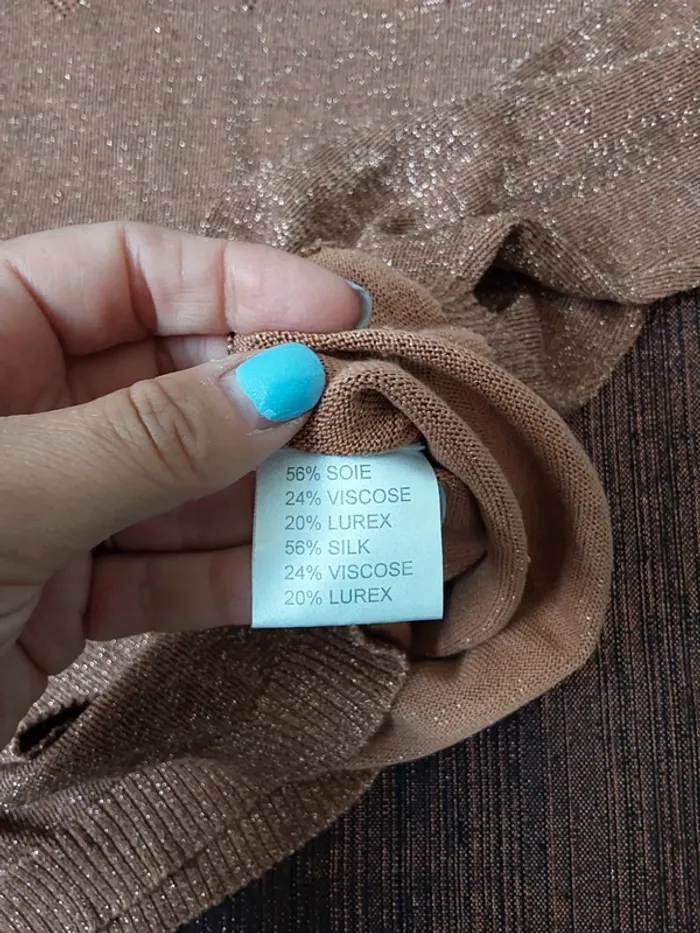 56% SOIE
24% VISCOSE
20% LUREX
56% SILK
24% VISCOSE
20% LUREX